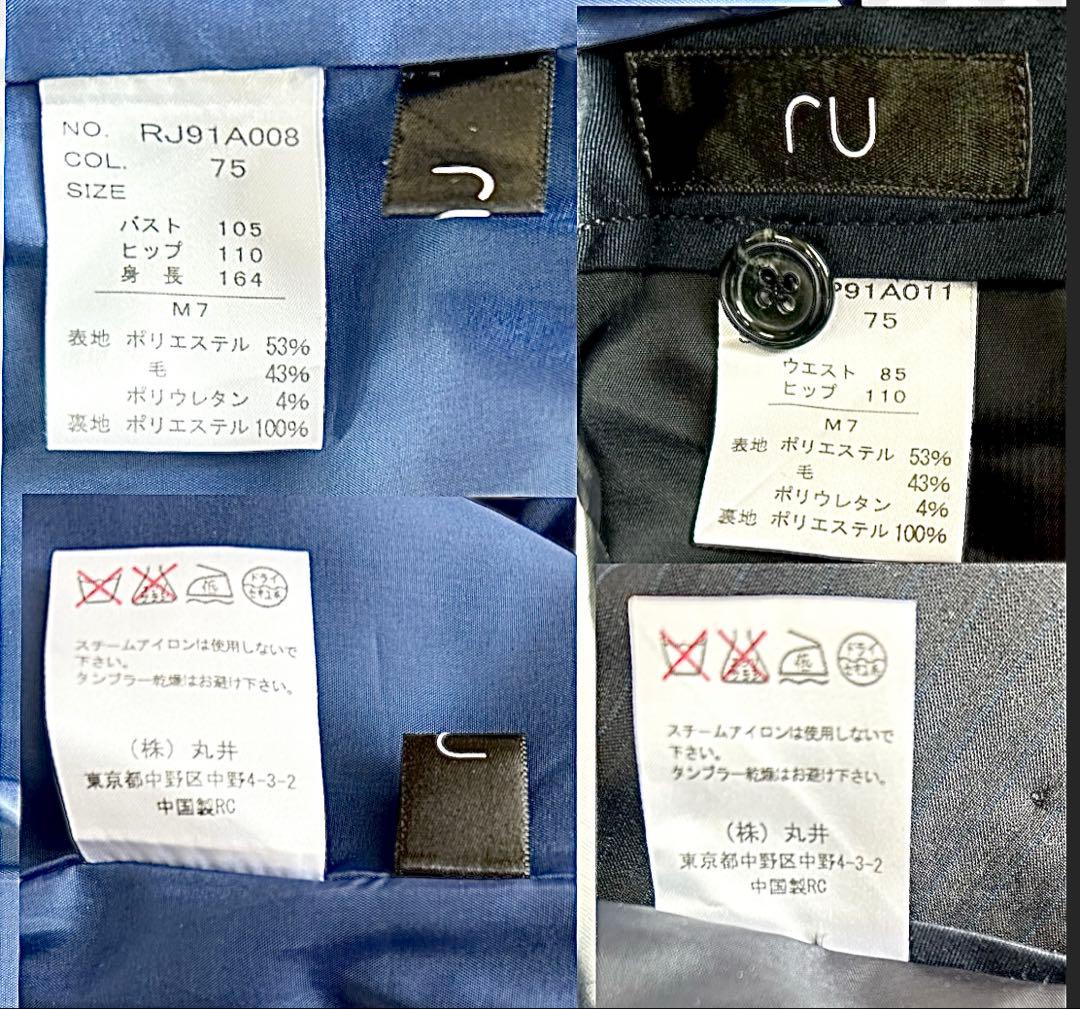 NO. RJ91A008
COL. 75
SIZE
バスト 105
ヒップ 110
身長 164
M7
表地 ポリエステル 53%
毛 43%
ポリウレタン 4%
裏地 ポリエステル 100%
ru
P91A011
75
ウエスト 85
ヒップ 110
M7
表地 ポリエステル 53%
毛 43%
ポリウレタン 4%
裏地 ポリエステル 100%
低
ドライ
スチームアイロンは使用しないで
下さい。
タンブラー乾燥はお避け下さい。
(株) 丸井
東京都中野区中野4-3-2
中国製RC
低
ドライ
スチームアイロンは使用しないで
下さい。
タンブラー乾燥はお避け下さい。
(株) 丸井
東京都中野区中野4-3-2
中国製RC